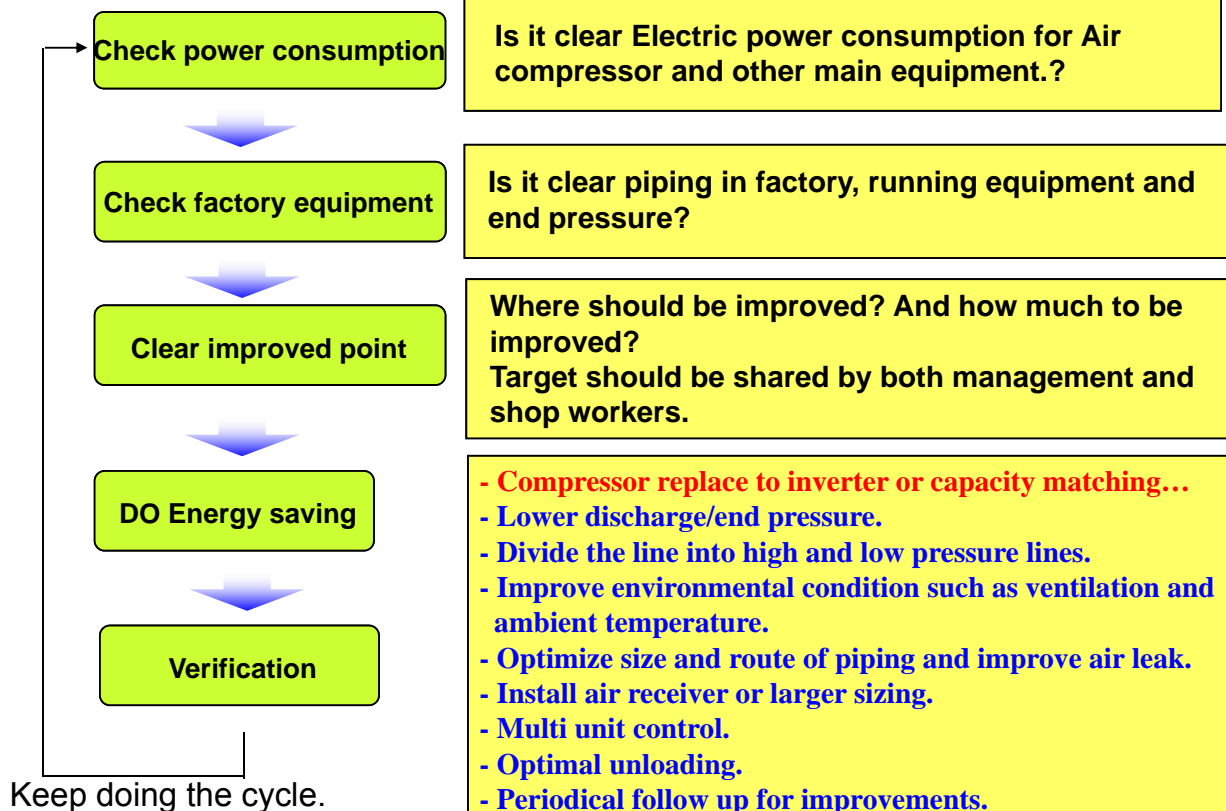 Check power consumption
Is it clear Electric power consumption for Air
compressor and other main equipment.?
Check factory equipment
Is it clear piping in factory, running equipment and
end pressure?
Clear improved point
Where should be improved? And how much to be
improved?
Target should be shared by both management and
shop workers.
DO Energy saving
- Compressor replace to inverter or capacity matching…
- Lower discharge/end pressure.
- Divide the line into high and low pressure lines.
- Improve environmental condition such as ventilation and
ambient temperature.
- Optimize size and route of piping and improve air leak.
- Install air receiver or larger sizing.
- Multi unit control.
- Optimal unloading.
- Periodical follow up for improvements.
Verification
Keep doing the cycle.